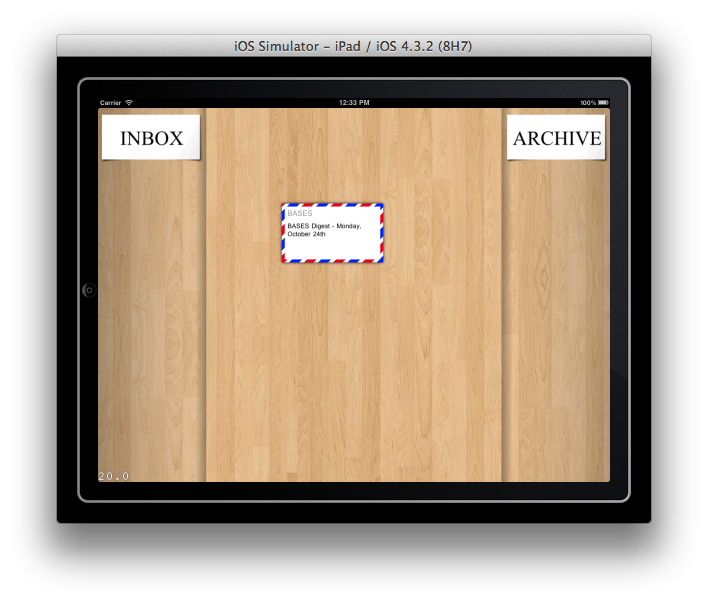 iOS Simulator – iPad / iOS 4.3.2 (8H7)
Carrier 12:33 PM 100%
INBOX
ARCHIVE
BASES
BASES Digest - Monday,
October 24th
20.0